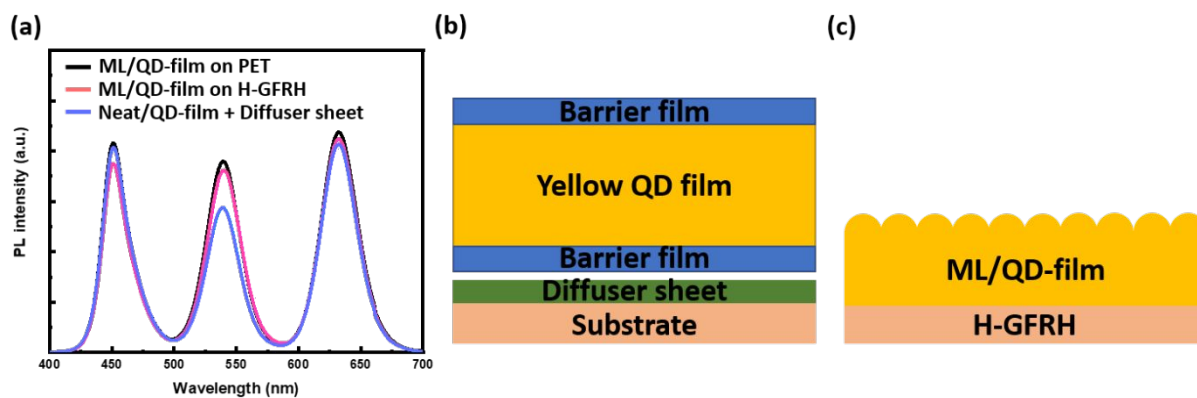 (a)
ML/QD-film on PET
ML/QD-film on H-GFRH
Neat/QD-film + Diffuser sheet
PL intensity (a.u.)
400 450 500 550 600 650 700
Wavelength (nm)
(b)
Barrier film
Yellow QD film
Barrier film
Diffuser sheet
Substrate
(c)
ML/QD-film
H-GFRH